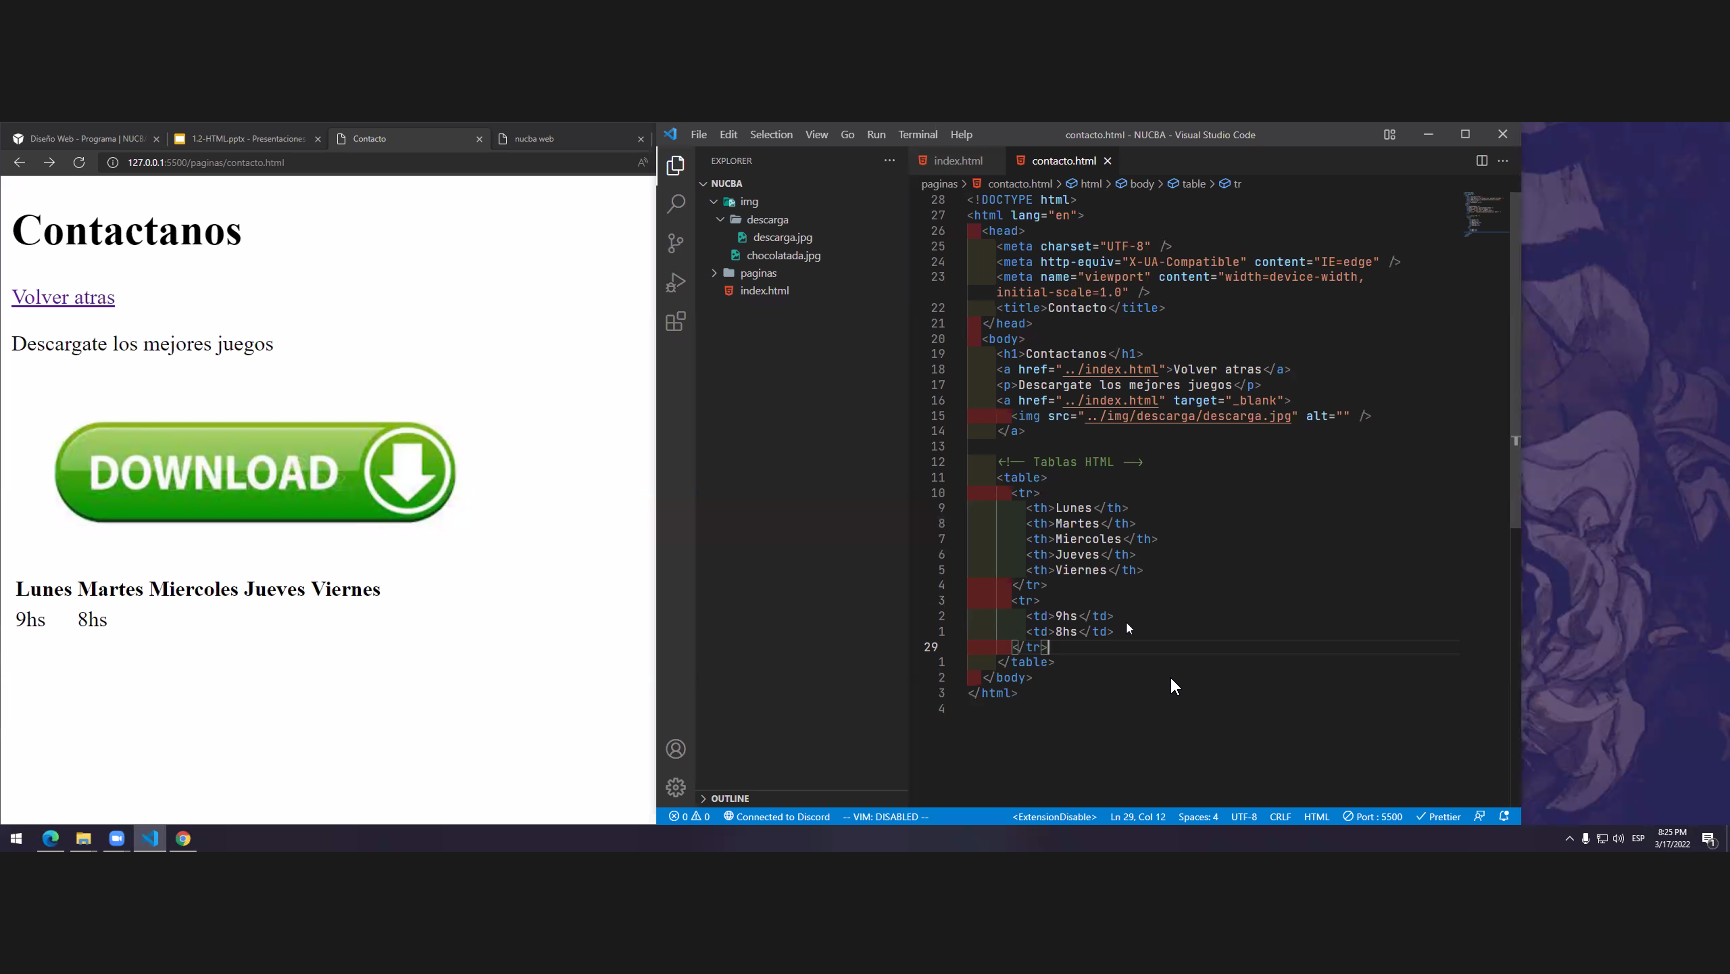 Diseño Web - Programa | NUCBA
1.2-HTML.pptx - Presentaciones
Contacto
nucba web
127.0.0.1:5500/paginas/contacto.html
Contactanos
Volver atras
Descargate los mejores juegos
DOWNLOAD
Lunes Martes Miercoles Jueves Viernes
9hs 8hs
File Edit Selection View Go Run Terminal Help
contacto.html - NUCBA - Visual Studio Code
EXPLORER
NUCBA
img
descarga
descarga.jpg
chocolatada.jpg
paginas
index.html
OUTLINE
index.html
contacto.html
paginas > contacto.html > html > body > table > tr
28 <!DOCTYPE html>
27 <html lang="en">
26 <head>
25 <meta charset="UTF-8" />
24 <meta http-equiv="X-UA-Compatible" content="IE=edge" />
23 <meta name="viewport" content="width=device-width,
initial-scale=1.0" />
22 <title>Contacto</title>
21 </head>
20 <body>
19 <h1>Contactanos</h1>
18 <a href="../index.html">Volver atras</a>
17 <p>Descargate los mejores juegos</p>
16 <a href="../index.html" target="_blank">
15 <img src="../img/descarga/descarga.jpg" alt="" />
14 </a>
13
12 <!-- Tablas HTML -->
11 <table>
10 <tr>
9 <th>Lunes</th>
8 <th>Martes</th>
7 <th>Miercoles</th>
6 <th>Jueves</th>
5 <th>Viernes</th>
4 </tr>
3 <tr>
2 <td>9hs</td>
1 <td>8hs</td>
29 </tr>
1 </table>
2 </body>
3 </html>
4
0 0 Connected to Discord -- VIM: DISABLED -- <ExtensionDisable> Ln 29, Col 12 Spaces: 4 UTF-8 CRLF HTML Port : 5500 Prettier
ESP
8:25 PM
3/17/2022